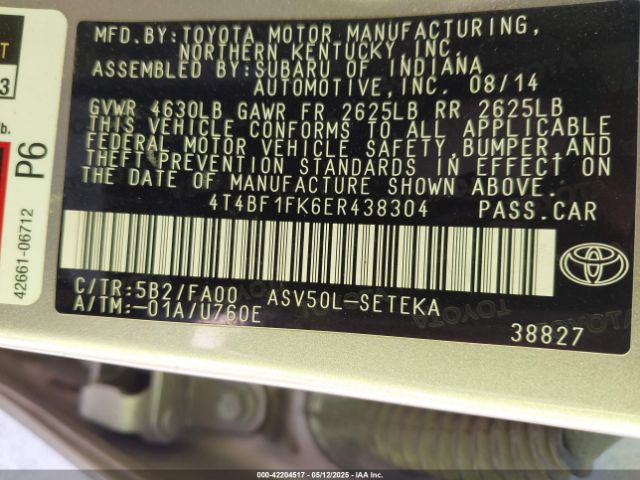 MFD.BY:TOYOTA MOTOR MANUFACTURING,
NORTHERN KENTUCKY, INC.
ASSEMBLED BY:SUBARU OF INDIANA
AUTOMOTIVE, INC. 08/14
GVWR 4630LB GAWR FR 2625LB RR 2625LB
THIS VEHICLE CONFORMS TO ALL APPLICABLE
FEDERAL MOTOR VEHICLE SAFETY, BUMPER, AND
THEFT PREVENTION STANDARDS IN EFFECT ON
THE DATE OF MANUFACTURE SHOWN ABOVE.
4T4BF1FK6ER438304 PASS.CAR
C/TR:5B2/FA00 ASV50L-SETEKA
A/TM:-01A/U760E
38827
P6
42661-06712
000-42204517 - 05/12/2025 - COPART